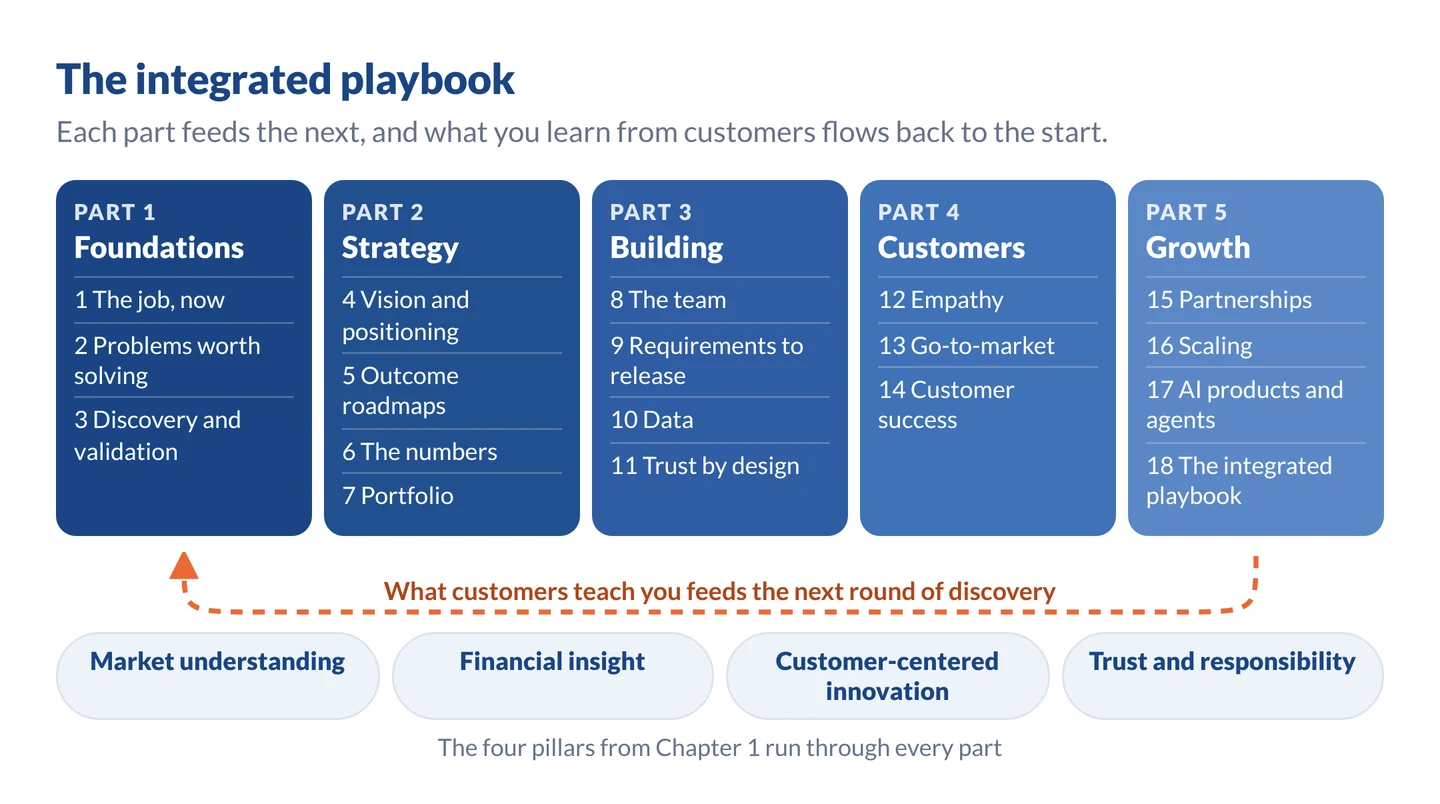 The integrated playbook
Each part feeds the next, and what you learn from customers flows back to the start.
PART 1
Foundations
1 The job, now
2 Problems worth
solving
3 Discovery and
validation
PART 2
Strategy
4 Vision and
positioning
5 Outcome
roadmaps
6 The numbers
7 Portfolio
PART 3
Building
8 The team
9 Requirements to
release
10 Data
11 Trust by design
PART 4
Customers
12 Empathy
13 Go-to-market
14 Customer
success
PART 5
Growth
15 Partnerships
16 Scaling
17 AI products and
agents
18 The integrated
playbook
What customers teach you feeds the next round of discovery
Market understanding
Financial insight
Customer-centered
innovation
Trust and responsibility
The four pillars from Chapter 1 run through every part